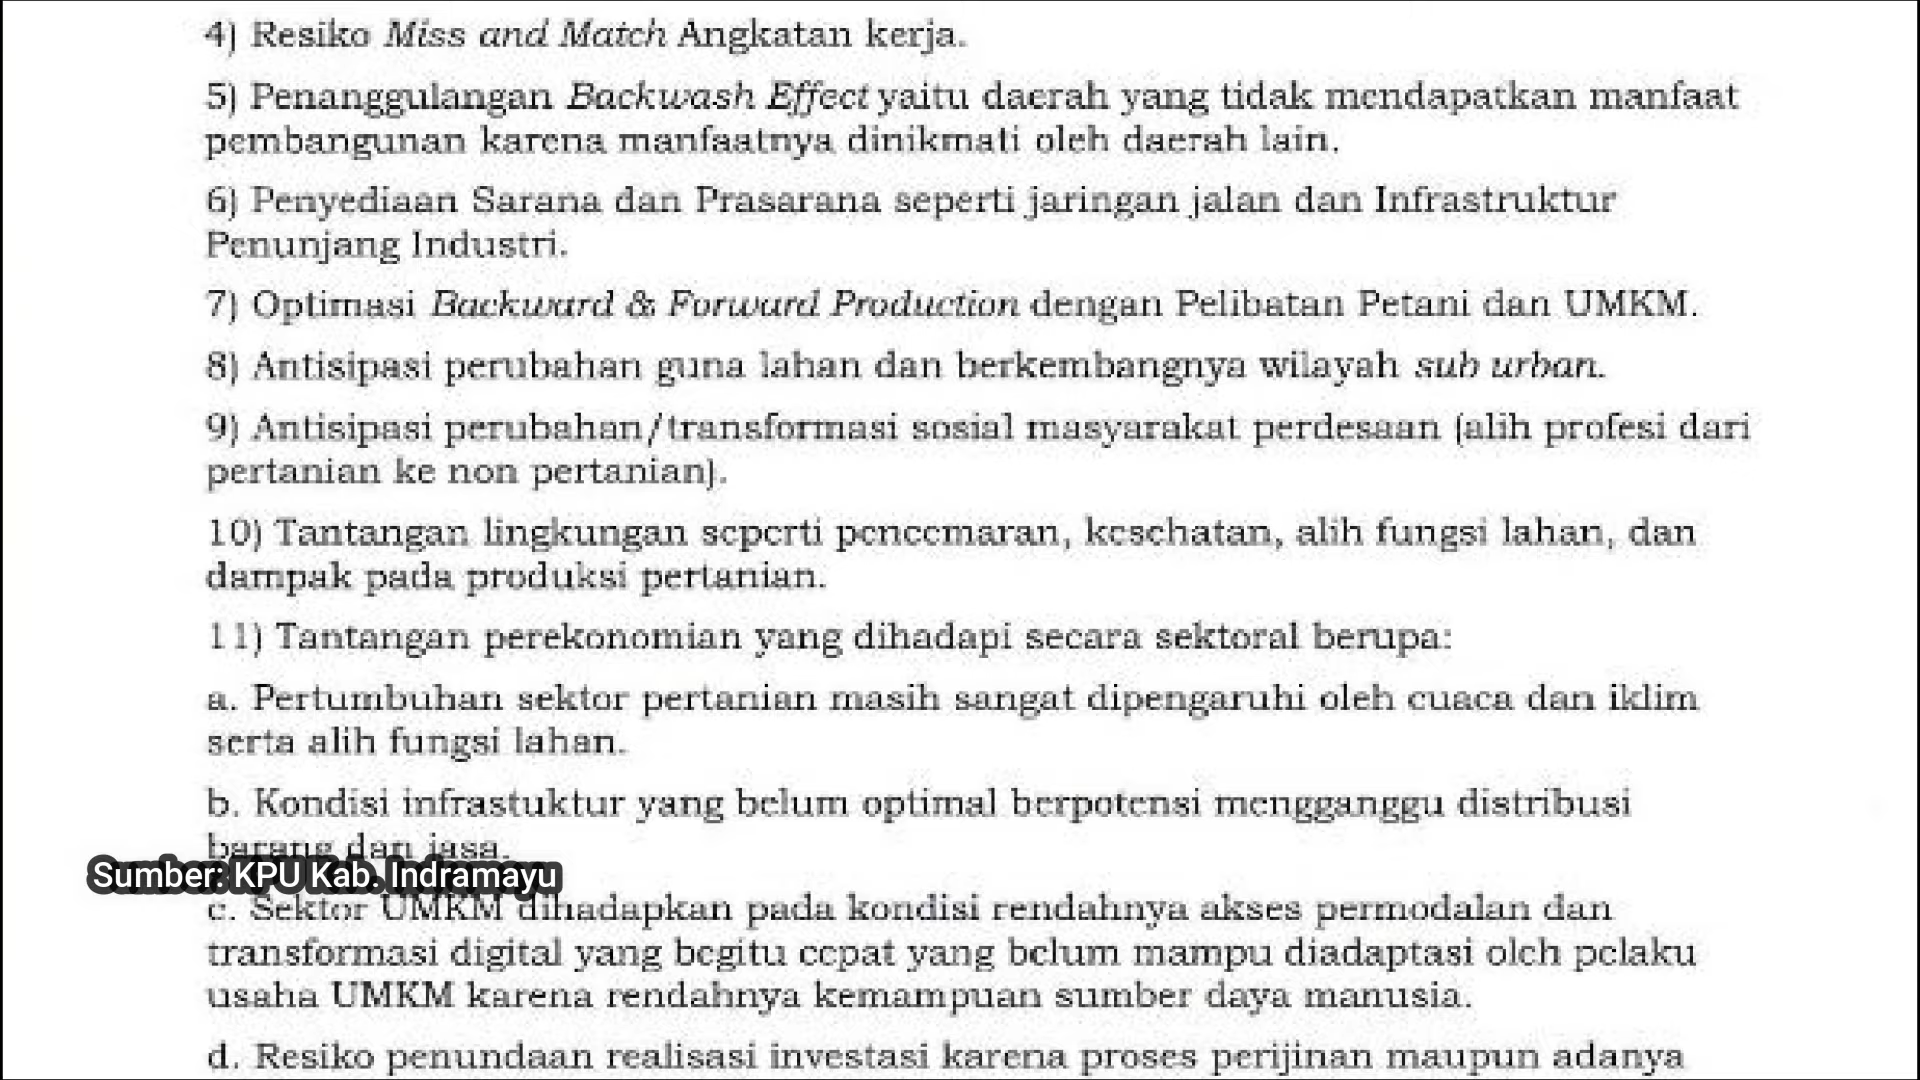 4) Resiko Miss and Match Angkatan kerja.
5) Penanggulangan Backwash Effect yaitu daerah yang tidak mendapatkan manfaat
pembangunan karena manfaatnya dinikmati oleh daerah lain.
6) Penyediaan Sarana dan Prasarana seperti jaringan jalan dan Infrastruktur
Penunjang Industri.
7) Optimasi Backward & Forward Production dengan Pelibatan Petani dan UMKM.
8) Antisipasi perubahan guna lahan dan berkembangnya wilayah sub urban.
9) Antisipasi perubahan/transformasi sosial masyarakat perdesaan (alih profesi dari
pertanian ke non pertanian).
10) Tantangan lingkungan seperti pencemaran, kesehatan, alih fungsi lahan, dan
dampak pada produksi pertanian.
11) Tantangan perekonomian yang dihadapi secara sektoral berupa:
a. Pertumbuhan sektor pertanian masih sangat dipengaruhi oleh cuaca dan iklim
serta alih fungsi lahan.
b. Kondisi infrastuktur yang belum optimal berpotensi mengganggu distribusi
barang dan jasa.
Sumber: KPU Kab. Indramayu
c. Sektor UMKM dihadapkan pada kondisi rendahnya akses permodalan dan
transformasi digital yang begitu cepat yang belum mampu diadaptasi oleh pelaku
usaha UMKM karena rendahnya kemampuan sumber daya manusia.
d. Resiko penundaan realisasi investasi karena proses perijinan maupun adanya